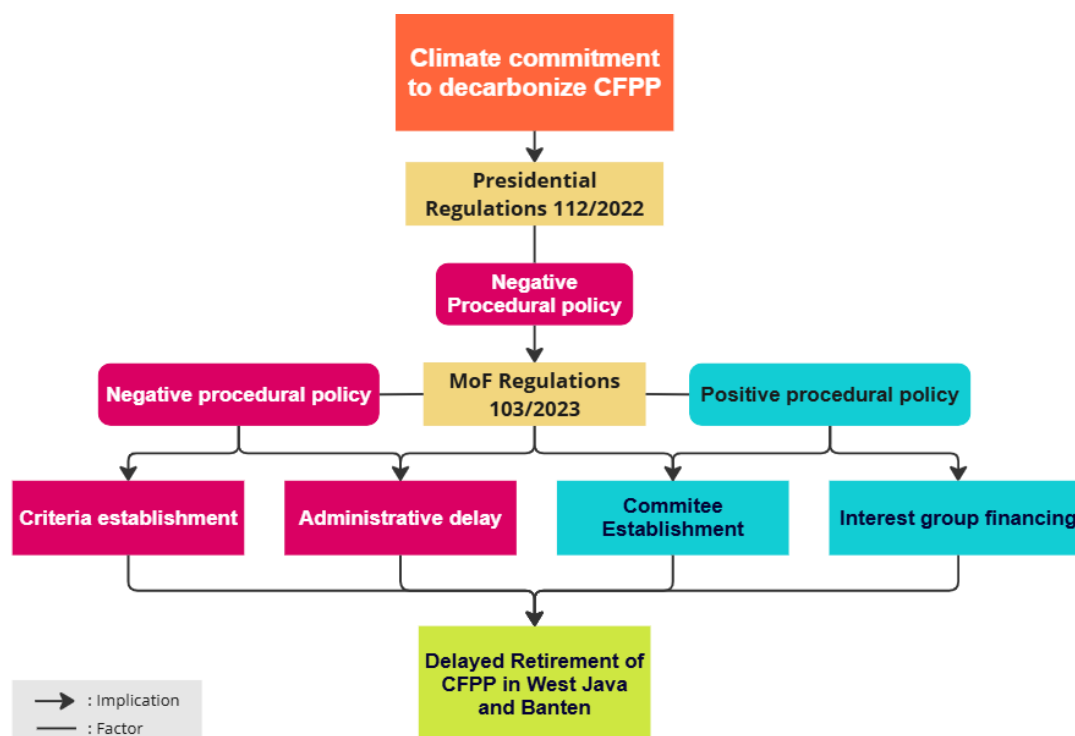 Climate commitment
to decarbonize CFPP
Presidential
Regulations 112/2022
Negative
Procedural policy
Negative procedural policy
MoF Regulations
103/2023
Positive procedural policy
Criteria establishment
Administrative delay
Commitee
Establishment
Interest group financing
Delayed Retirement of
CFPP in West Java
and Banten
: Implication
: Factor